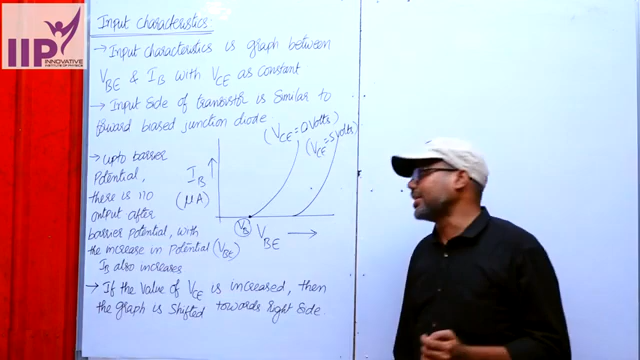 IIP
INNOVATIVE
INSTITUTE OF PHYSICS
Input characteristics:
→ Input characteristics is graph between
VBE & IB with VCE as constant
→ Input side of transistor is similar to
forward biased junction diode.
(VCE=0 Volts)
(VCE=5 Volts)
→ upto barrier
Potential,
there is no
output after
barrier potential, with
the increase in potential (VBE)
IB also increases
IB
(μA)
VBE
→ If the value of VCE is increased, then
the graph is shifted towards right side.